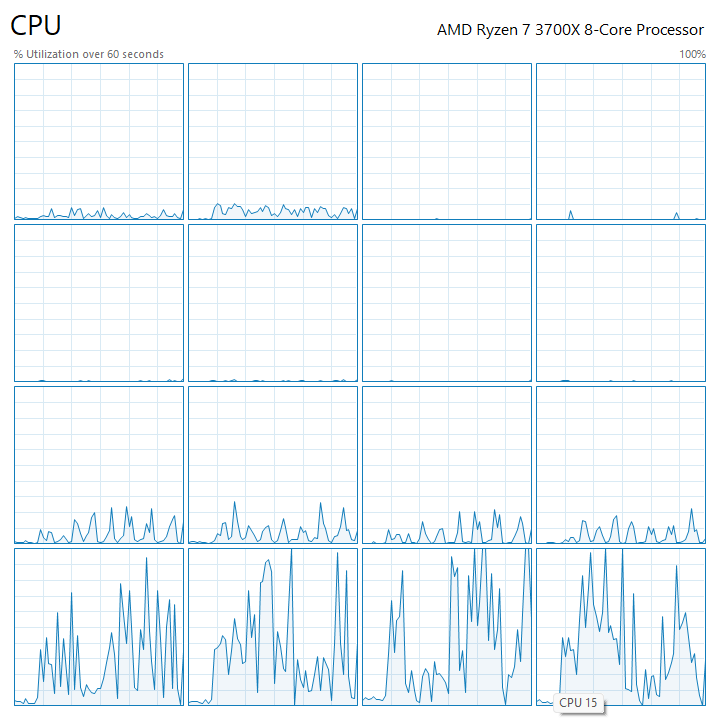 CPU
AMD Ryzen 7 3700X 8-Core Processor
% Utilization over 60 seconds
100%
CPU 15